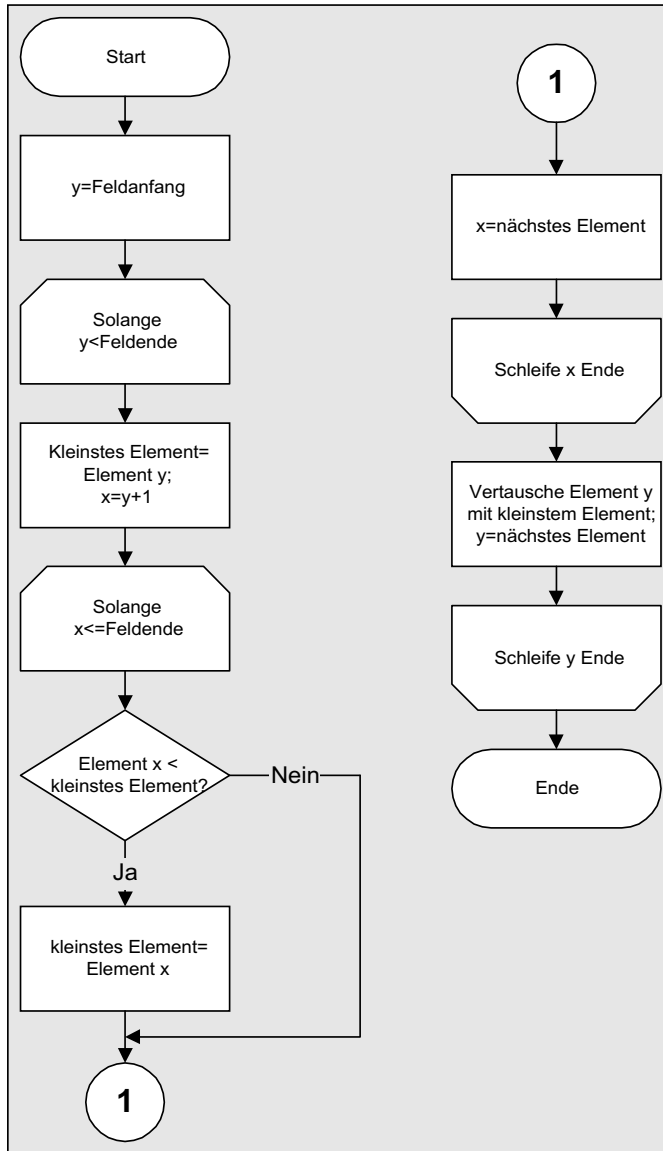 Start
y=Feldanfang
Solange
y<Feldende
Kleinstes Element=
Element y;
x=y+1
Solange
x<=Feldende
Element x <
kleinstes Element?
Nein
Ja
kleinstes Element=
Element x
1
1
x=nächstes Element
Schleife x Ende
Vertausche Element y
mit kleinstem Element;
y=nächstes Element
Schleife y Ende
Ende